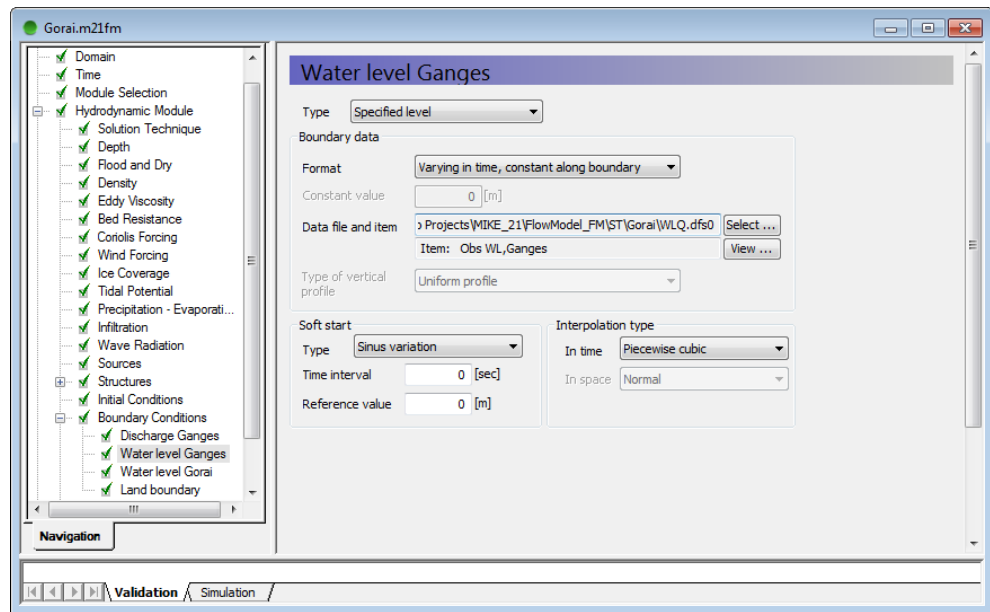 Gorai.m21fm
Domain
Time
Module Selection
Hydrodynamic Module
Solution Technique
Depth
Flood and Dry
Density
Eddy Viscosity
Bed Resistance
Coriolis Forcing
Wind Forcing
Ice Coverage
Tidal Potential
Precipitation - Evaporati...
Infiltration
Wave Radiation
Sources
Structures
Initial Conditions
Boundary Conditions
Discharge Ganges
Water level Ganges
Water level Gorai
Land boundary
Navigation
Water level Ganges
Type Specified level
Boundary data
Format Varying in time, constant along boundary
Constant value 0 [m]
Data file and item Projects\MIKE_21\FlowModel_FM\ST\Gorai\WLQ.dfs0 Select ...
Item: Obs WL,Ganges View ...
Type of vertical
profile
Uniform profile
Soft start
Type Sinus variation
Time interval 0 [sec]
Reference value 0 [m]
Interpolation type
In time Piecewise cubic
In space Normal
Validation Simulation